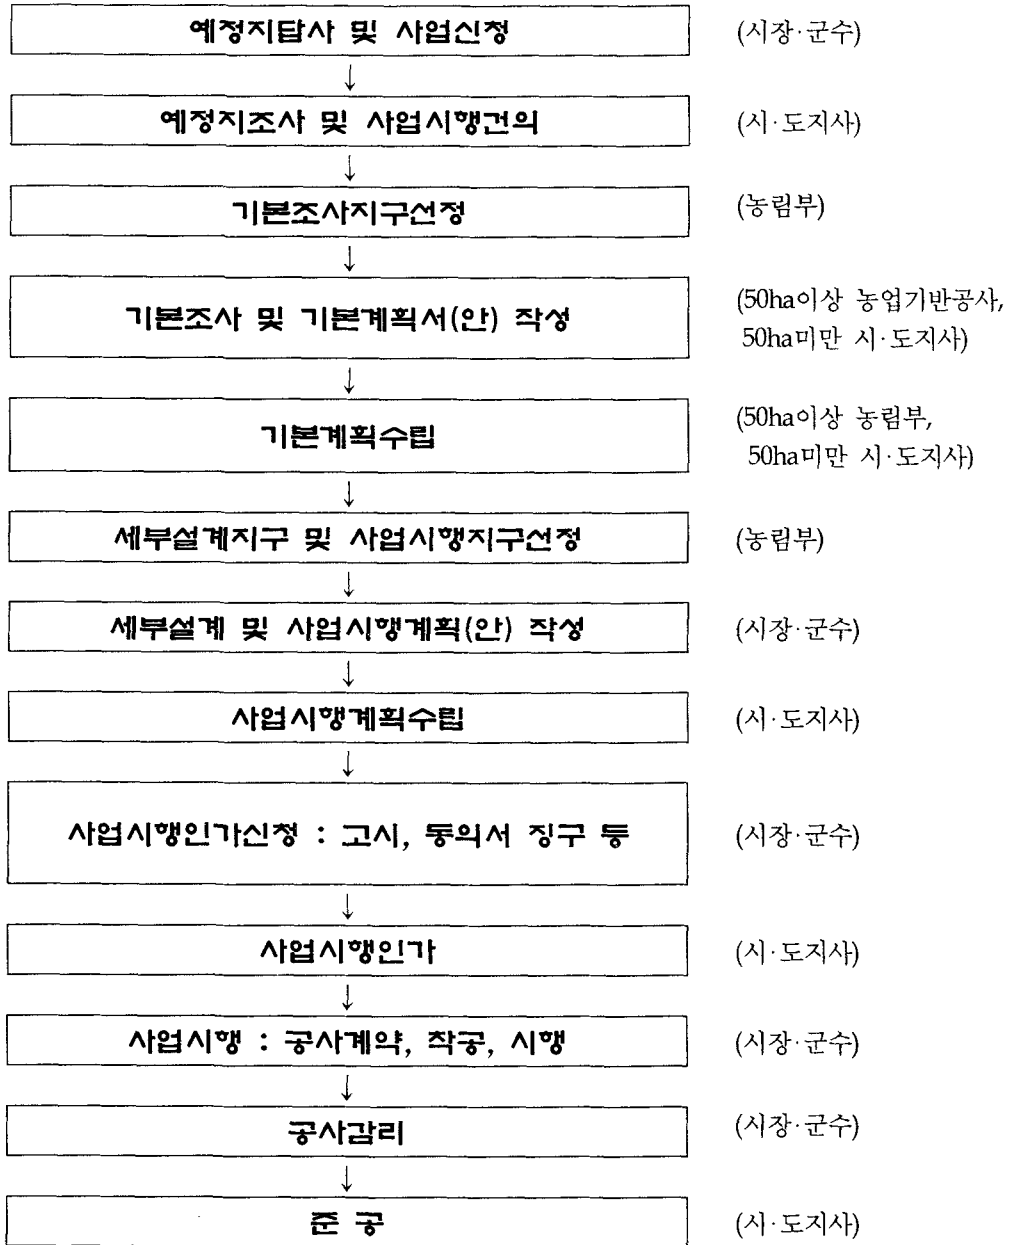 예정지답사 및 사업신청 (시장·군수)
↓
예정지조사 및 사업시행건의 (시·도지사)
↓
기본조사지구선정 (농림부)
↓
기본조사 및 기본계획서(안) 작성 (50ha이상 농업기반공사,
50ha미만 시·도지사)
↓
기본계획수립 (50ha이상 농림부,
50ha미만 시·도지사)
↓
세부설계지구 및 사업시행지구선정 (농림부)
↓
세부설계 및 사업시행계획(안) 작성 (시장·군수)
↓
사업시행계획수립 (시·도지사)
↓
사업시행인가신청 : 고시, 동의서 징구 등 (시장·군수)
↓
사업시행인가 (시·도지사)
↓
사업시행 : 공사계약, 착공, 시행 (시장·군수)
↓
공사감리 (시장·군수)
↓
준 공 (시·도지사)